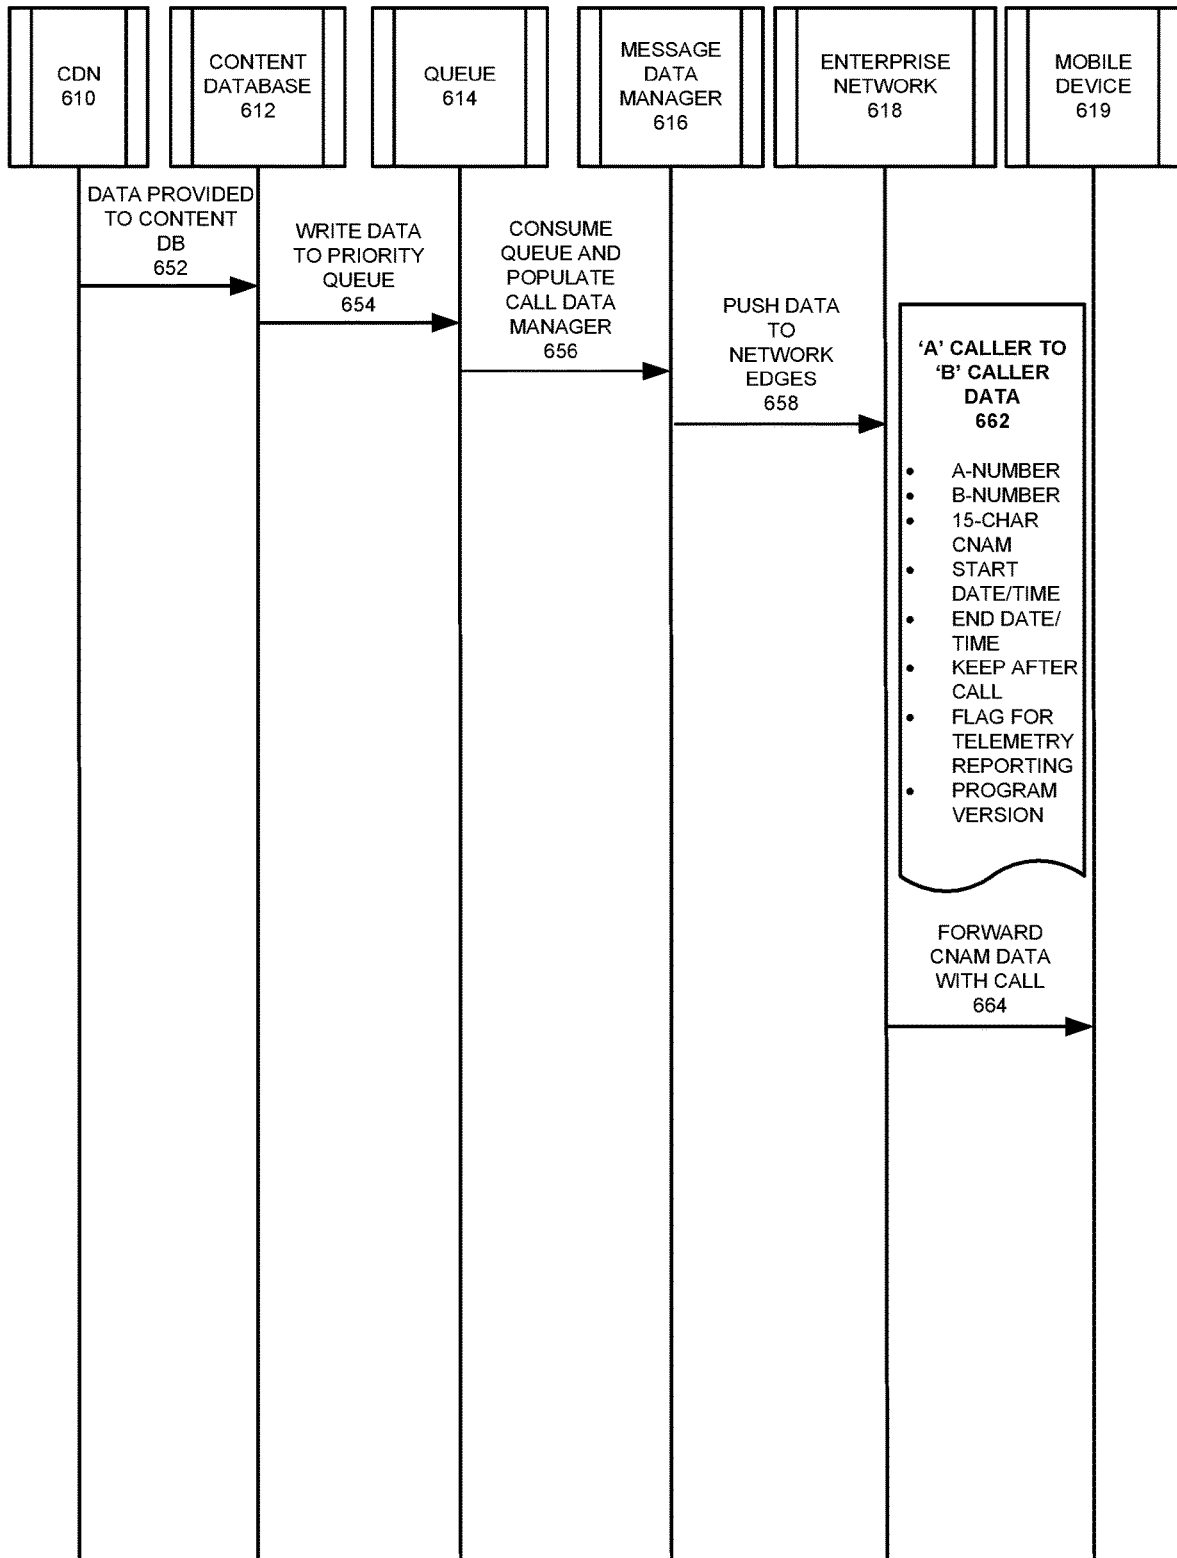 CDN
610
CONTENT
DATABASE
612
QUEUE
614
MESSAGE
DATA
MANAGER
616
ENTERPRISE
NETWORK
618
MOBILE
DEVICE
619
DATA PROVIDED
TO CONTENT
DB
652
WRITE DATA
TO PRIORITY
QUEUE
654
CONSUME
QUEUE AND
POPULATE
CALL DATA
MANAGER
656
PUSH DATA
TO
NETWORK
EDGES
658
‘A’ CALLER TO
‘B’ CALLER
DATA
662
• A-NUMBER
• B-NUMBER
• 15-CHAR
CNAM
• START
DATE/TIME
• END DATE/
TIME
• KEEP AFTER
CALL
• FLAG FOR
TELEMETRY
REPORTING
• PROGRAM
VERSION
FORWARD
CNAM DATA
WITH CALL
664